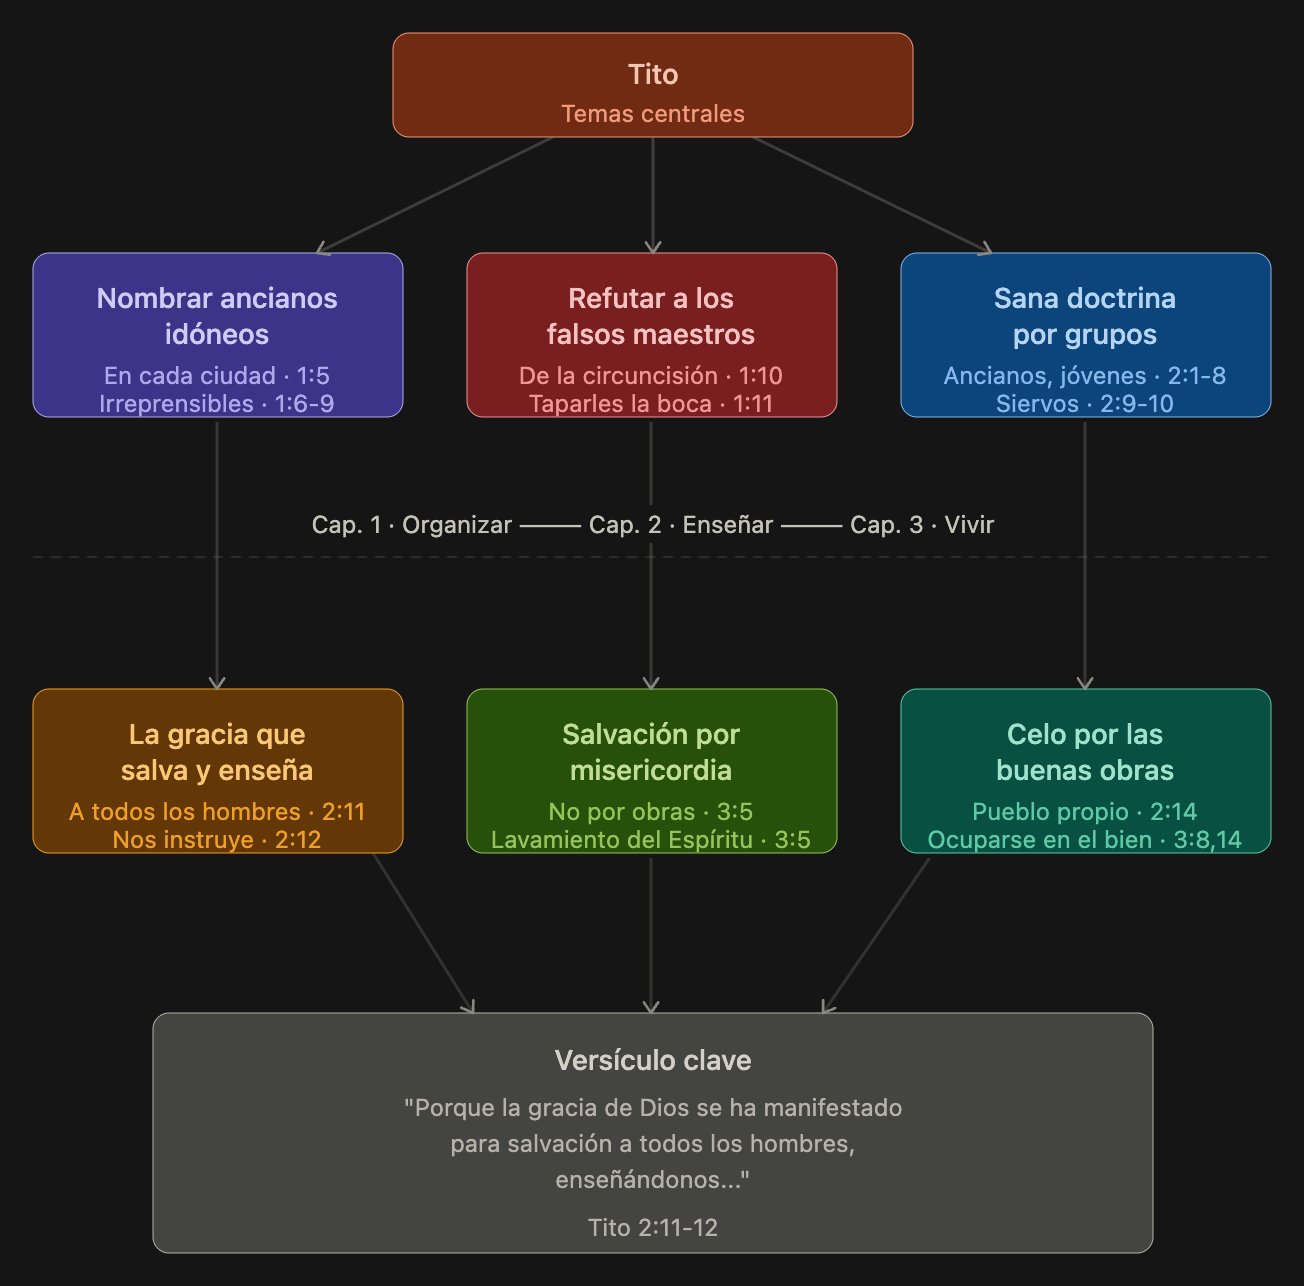 Tito
Temas centrales
Nombrar ancianos
idóneos
En cada ciudad · 1:5
Irreprensibles · 1:6-9
Refutar a los
falsos maestros
De la circuncisión · 1:10
Taparles la boca · 1:11
Sana doctrina
por grupos
Ancianos, jóvenes · 2:1-8
Siervos · 2:9-10
Cap. 1 · Organizar ─── Cap. 2 · Enseñar ─── Cap. 3 · Vivir
La gracia que
salva y enseña
A todos los hombres · 2:11
Nos instruye · 2:12
Salvación por
misericordia
No por obras · 3:5
Lavamiento del Espíritu · 3:5
Celo por las
buenas obras
Pueblo propio · 2:14
Ocuparse en el bien · 3:8,14
Versículo clave
"Porque la gracia de Dios se ha manifestado
para salvación a todos los hombres,
enseñándonos..."
Tito 2:11-12